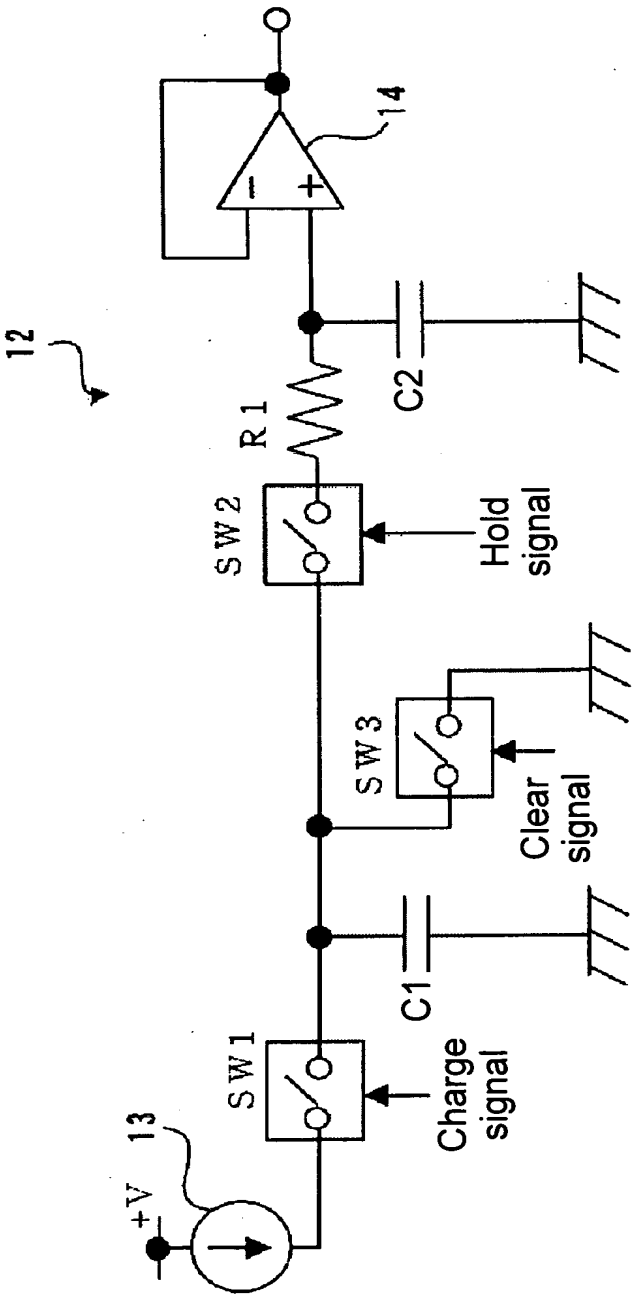 12
+V
13
SW1
Charge
signal
C1
SW3
Clear
signal
SW2
Hold
signal
R1
C2
−
+
14